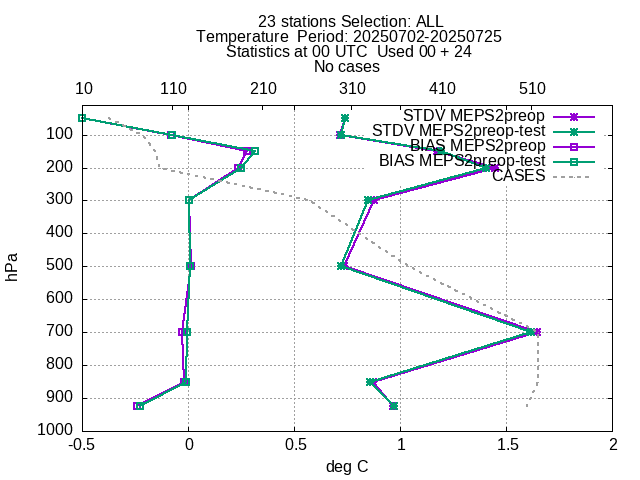 23 stations Selection: ALL
Temperature  Period: 20250702-20250725
Statistics at 00 UTC  Used 00 + 24
No cases
10 110 210 310 410 510
STDV MEPS2preop
STDV MEPS2preop-test
BIAS MEPS2preop
BIAS MEPS2preop-test
CASES
hPa
100
200
300
400
500
600
700
800
900
1000
-0.5 0 0.5 1 1.5 2
deg C